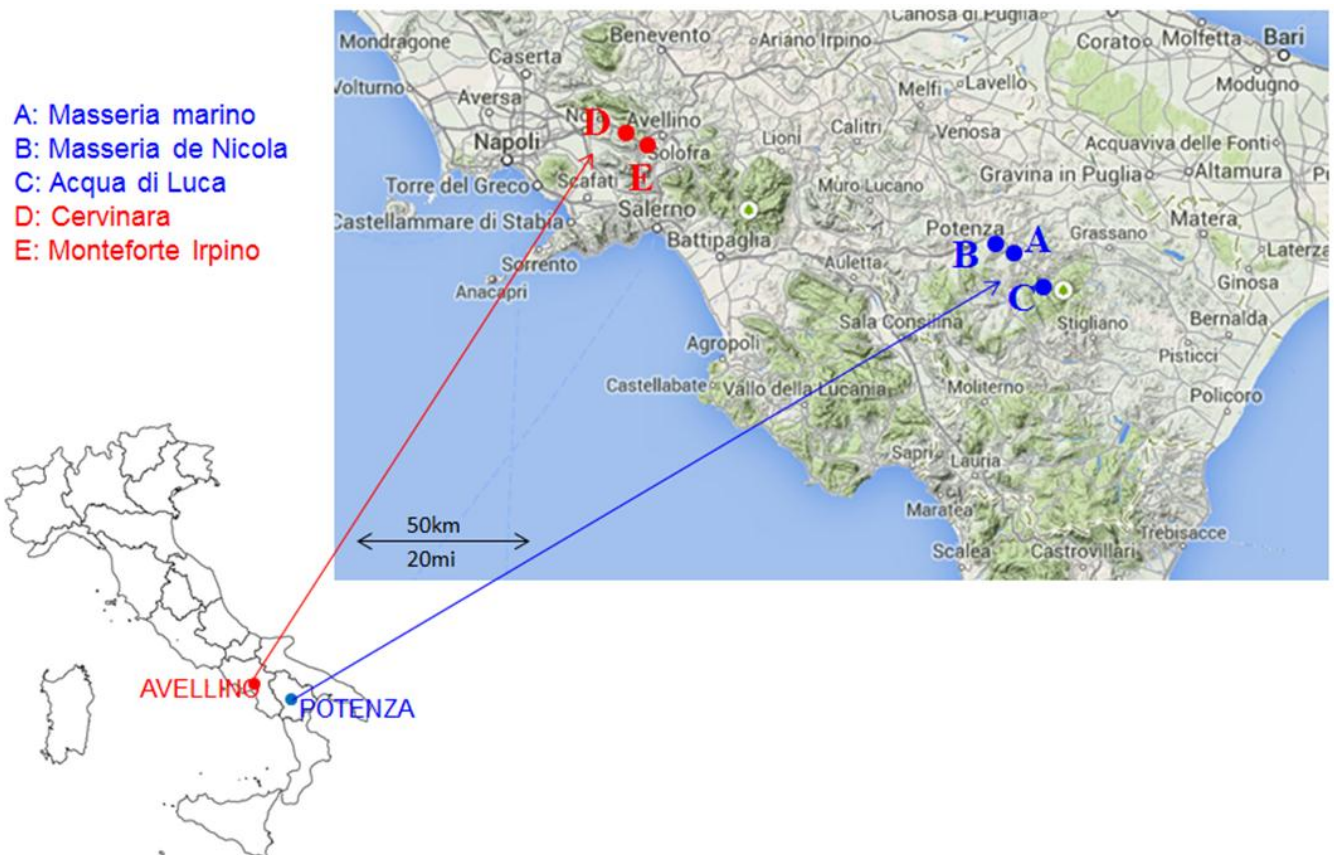 A: Masseria marino
B: Masseria de Nicola
C: Acqua di Luca
D: Cervinara
E: Monteforte Irpino
Canosa di Puglia
Mondragone
Benevento
Ariano Irpino
Corato
Molfetta
Bari
Caserta
Volturno
Melfi
Lavello
Modugno
Aversa
D
Avellino
Lioni
Calitri
Venosa
Acquaviva delle Fonti
Napoli
Solofra
Gravina in Puglia
Altamura
Torre del Greco
Scafati
E
Muro Lucano
Castellammare di Stabia
Salerno
Potenza
A
Grassano
Matera
Battipaglia
B
Laterza
Sorrento
Auletta
Anacapri
C
Ginosa
Sala Consilina
Stigliano
Bernalda
Agropoli
Pisticci
Castellabate
Vallo della Lucania
Moliterno
Policoro
Sapri
Lauria
50km
20mi
Maratea
Trebisacce
Scalea
Castrovillari
AVELLINO
POTENZA